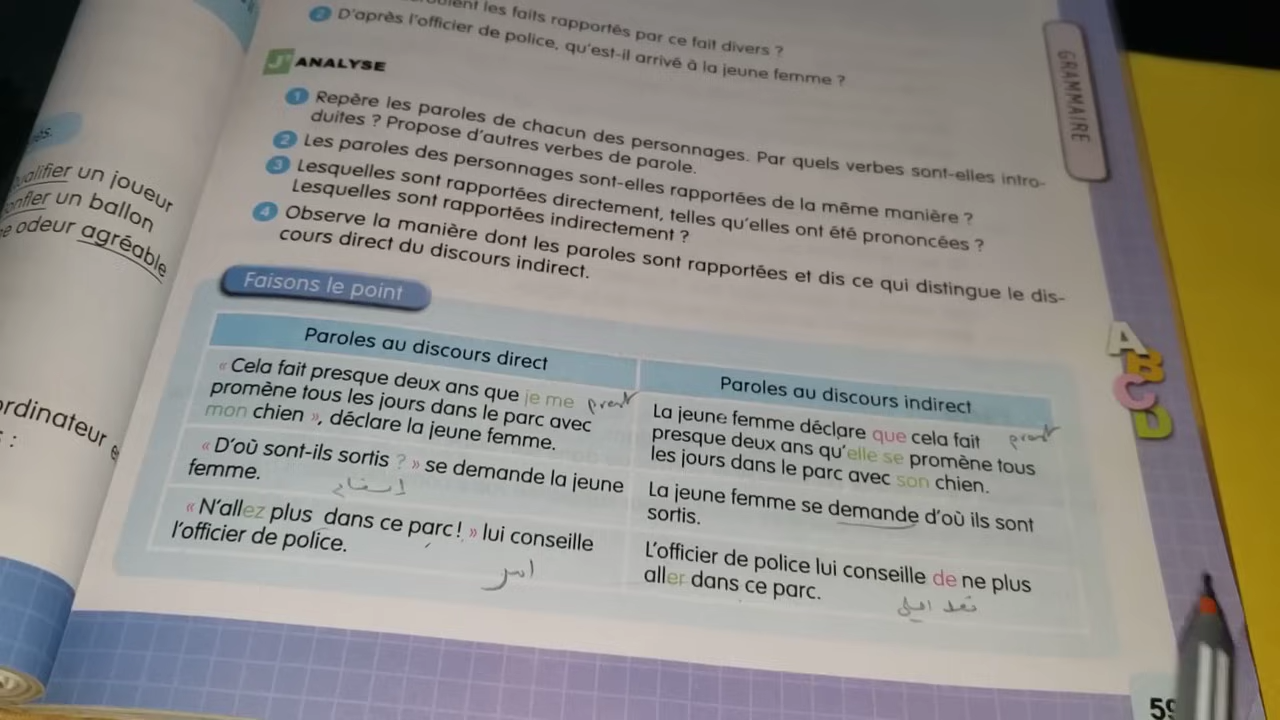 les faits rapportés par ce fait divers ?
2 D'après l'officier de police, qu'est-il arrivé à la jeune femme ?
J' ANALYSE
1 Repère les paroles de chacun des personnages. Par quels verbes sont-elles intro-
duites ? Propose d'autres verbes de parole.
2 Les paroles des personnages sont-elles rapportées de la même manière ?
3 Lesquelles sont rapportées directement, telles qu'elles ont été prononcées ?
Lesquelles sont rapportées indirectement ?
4 Observe la manière dont les paroles sont rapportées et dis ce qui distingue le dis-
cours direct du discours indirect.
GRAMMAIRE
un joueur
un ballon
odeur agréable
Faisons le point
Paroles au discours direct
« Cela fait presque deux ans que je me
promène tous les jours dans le parc avec
mon chien », déclare la jeune femme.
« D'où sont-ils sortis ? » se demande la jeune
femme.
« N'allez plus dans ce parc! » lui conseille
l'officier de police.
امر
Paroles au discours indirect
La jeune femme déclare que cela fait
presque deux ans qu'elle se promène tous
les jours dans le parc avec son chien.
La jeune femme se demande d'où ils sont
sortis.
L'officier de police lui conseille de ne plus
aller dans ce parc.
A
B
C
D